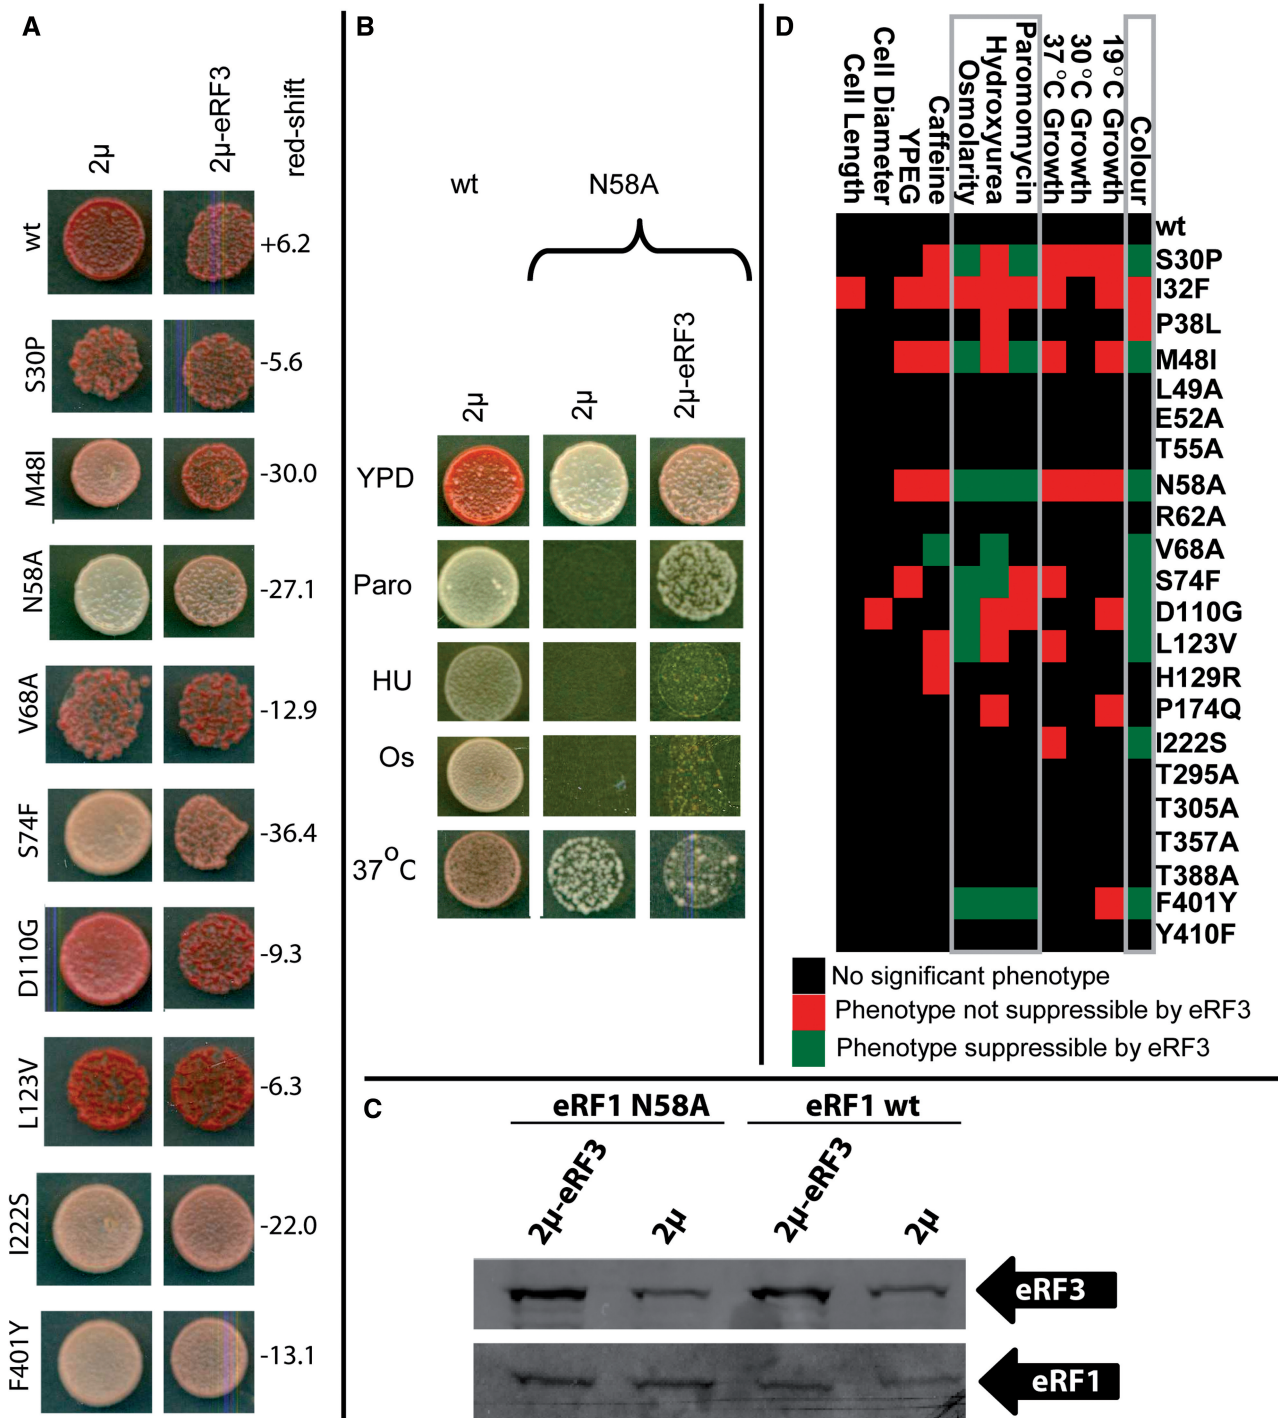 A
2μ
2μ-eRF3
red-shift
wt
+6.2
S30P
-5.6
M48I
-30.0
N58A
-27.1
V68A
-12.9
S74F
-36.4
D110G
-9.3
L123V
-6.3
I222S
-22.0
F401Y
-13.1
B
wt
N58A
2μ
2μ
2μ-eRF3
YPD
Paro
HU
Os
37°C
D
Cell Length
Cell Diameter
YPEG
Caffeine
Osmolarity
Hydroxyurea
Paromomycin
37°C Growth
30°C Growth
19°C Growth
Colour
wt
S30P
I32F
P38L
M48I
L49A
E52A
T55A
N58A
R62A
V68A
S74F
D110G
L123V
H129R
P174Q
I222S
T295A
T305A
T357A
T388A
F401Y
Y410F
No significant phenotype
Phenotype not suppressible by eRF3
Phenotype suppressible by eRF3
C
eRF1 N58A
eRF1 wt
2μ-eRF3
2μ
2μ-eRF3
2μ
eRF3
eRF1